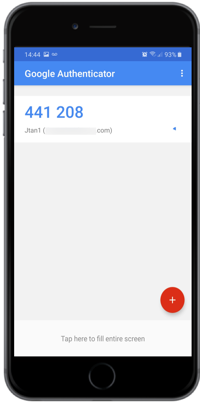 14:44 93%
Google Authenticator
441 208
Jtan1 ( com)
+
Tap here to fill entire screen